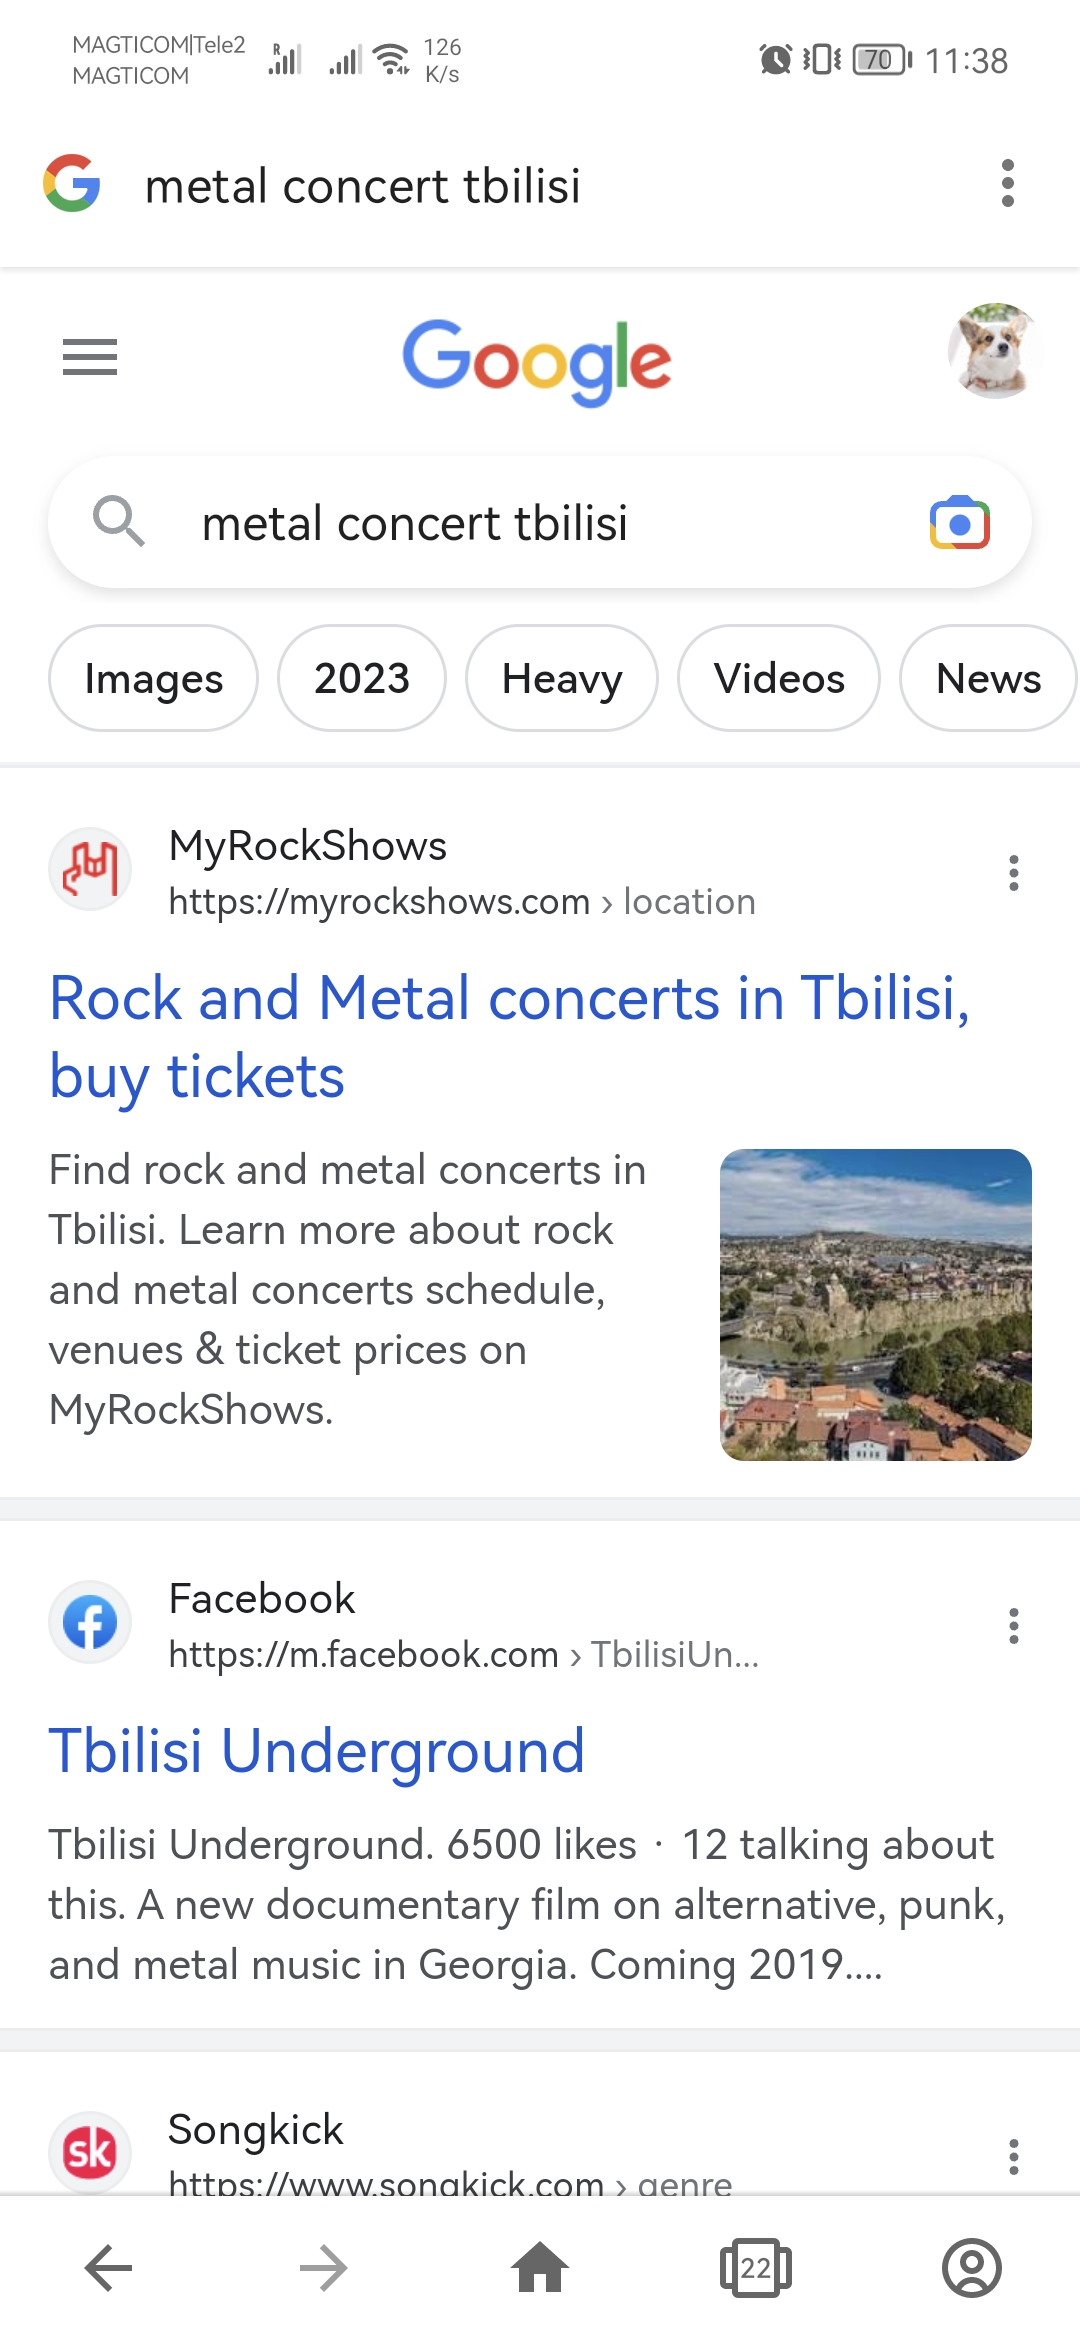 MAGTICOM|Tele2
MAGTICOM
R
126
K/s
70
11:38
metal concert tbilisi
Google
metal concert tbilisi
Images
2023
Heavy
Videos
News
MyRockShows
https://myrockshows.com › location
Rock and Metal concerts in Tbilisi,
buy tickets
Find rock and metal concerts in
Tbilisi. Learn more about rock
and metal concerts schedule,
venues & ticket prices on
MyRockShows.
Facebook
https://m.facebook.com › TbilisiUn...
Tbilisi Underground
Tbilisi Underground. 6500 likes · 12 talking about
this. A new documentary film on alternative, punk,
and metal music in Georgia. Coming 2019....
sk
Songkick
https://www.songkick.com › genre
22